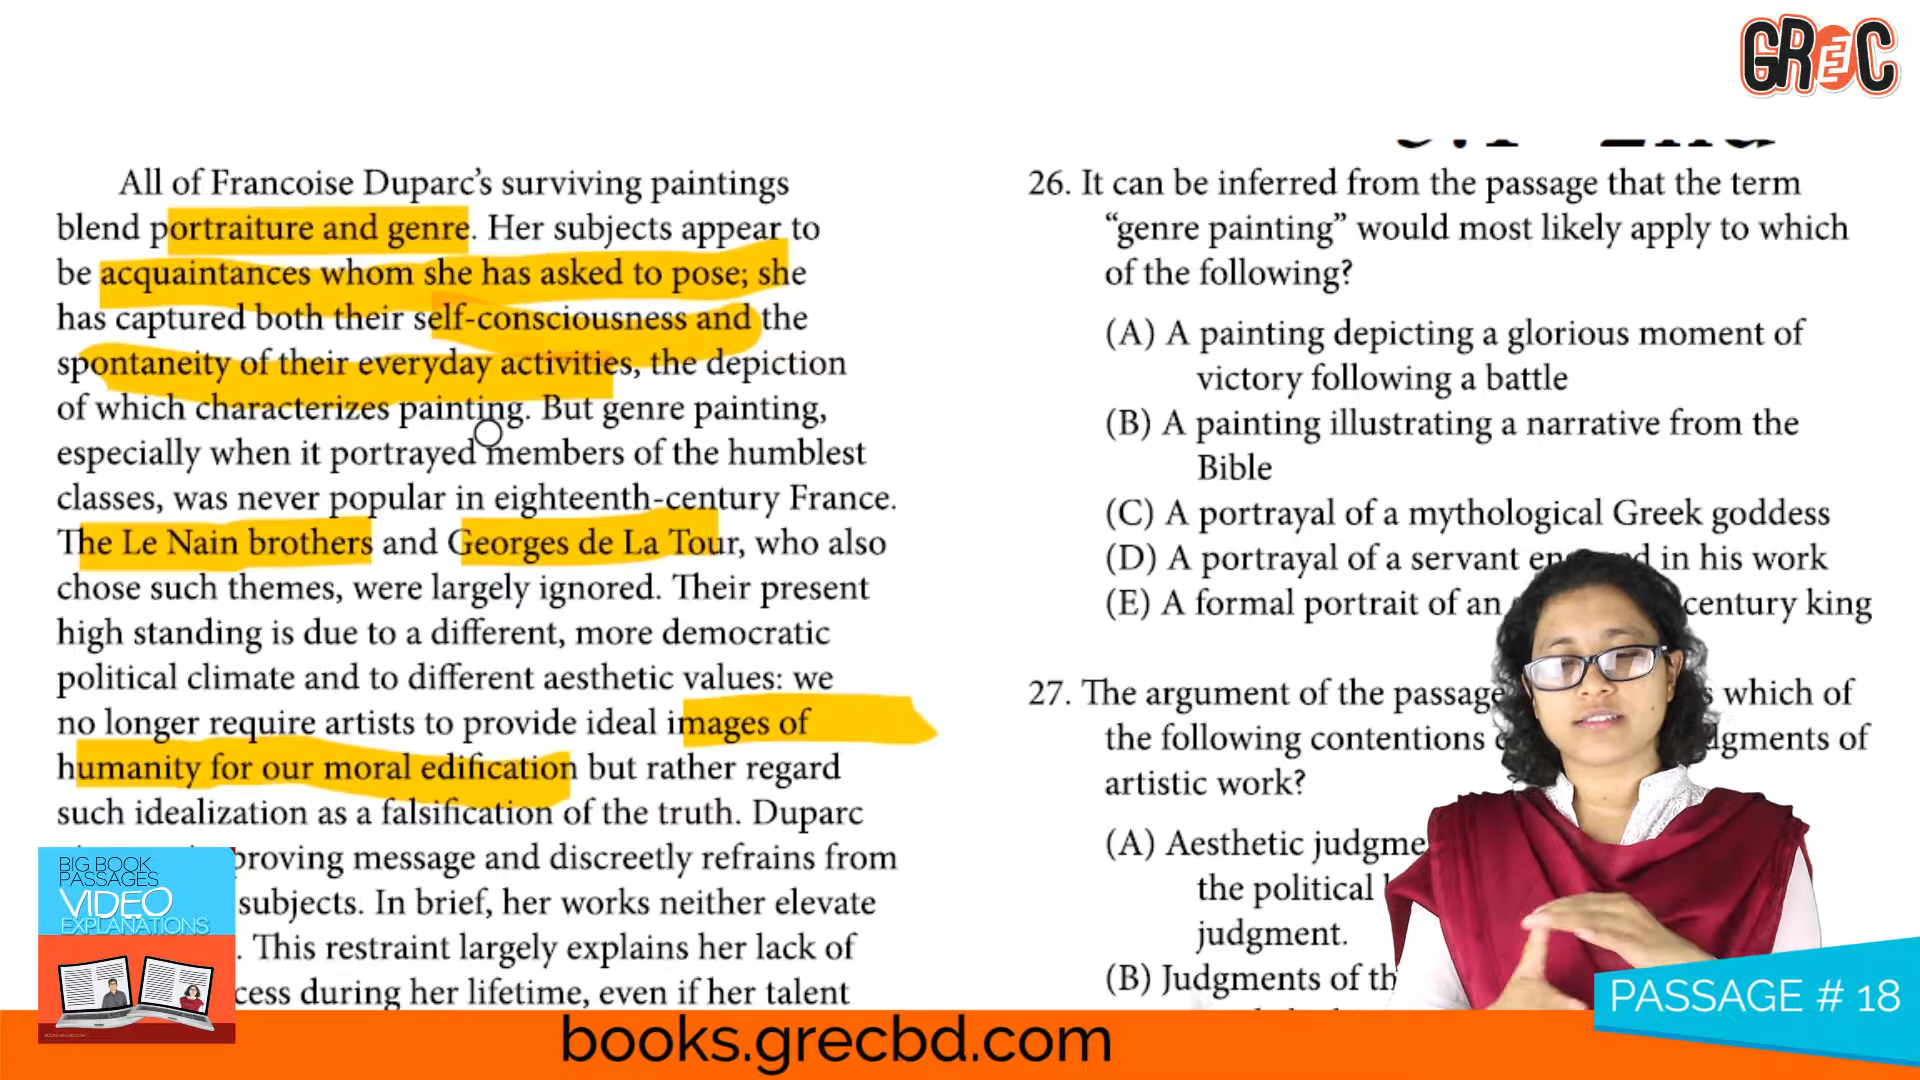 GREC
All of Francoise Duparc’s surviving paintings
blend portraiture and genre. Her subjects appear to
be acquaintances whom she has asked to pose; she
has captured both their self-consciousness and the
spontaneity of their everyday activities, the depiction
of which characterizes painting. But genre painting,
especially when it portrayed members of the humblest
classes, was never popular in eighteenth-century France.
The Le Nain brothers and Georges de La Tour, who also
chose such themes, were largely ignored. Their present
high standing is due to a different, more democratic
political climate and to different aesthetic values: we
no longer require artists to provide ideal images of
humanity for our moral edification but rather regard
such idealization as a falsification of the truth. Duparc
proving message and discreetly refrains from
subjects. In brief, her works neither elevate
. This restraint largely explains her lack of
cess during her lifetime, even if her talent
26. It can be inferred from the passage that the term
“genre painting” would most likely apply to which
of the following?
(A) A painting depicting a glorious moment of
victory following a battle
(B) A painting illustrating a narrative from the
Bible
(C) A portrayal of a mythological Greek goddess
(D) A portrayal of a servant in his work
(E) A formal portrait of an century king
27. The argument of the passage which of
the following contentions
artistic work?
(A) Aesthetic
the political
judgment.
(B) Judgments of
BIG BOOK
PASSAGES
VIDEO
EXPLANATIONS
PASSAGE # 18
books.grecbd.com